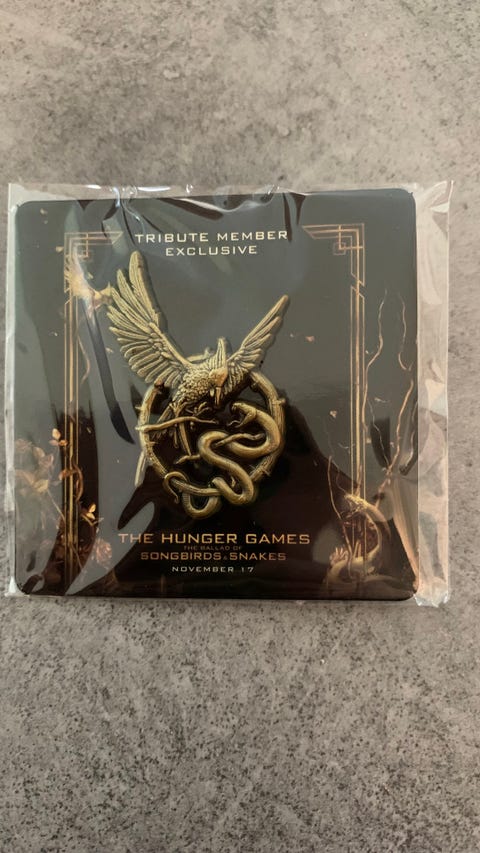 TRIBUTE MEMBER
EXCLUSIVE
THE HUNGER GAMES
THE BALLAD OF
SONGBIRDS & SNAKES
NOVEMBER 17